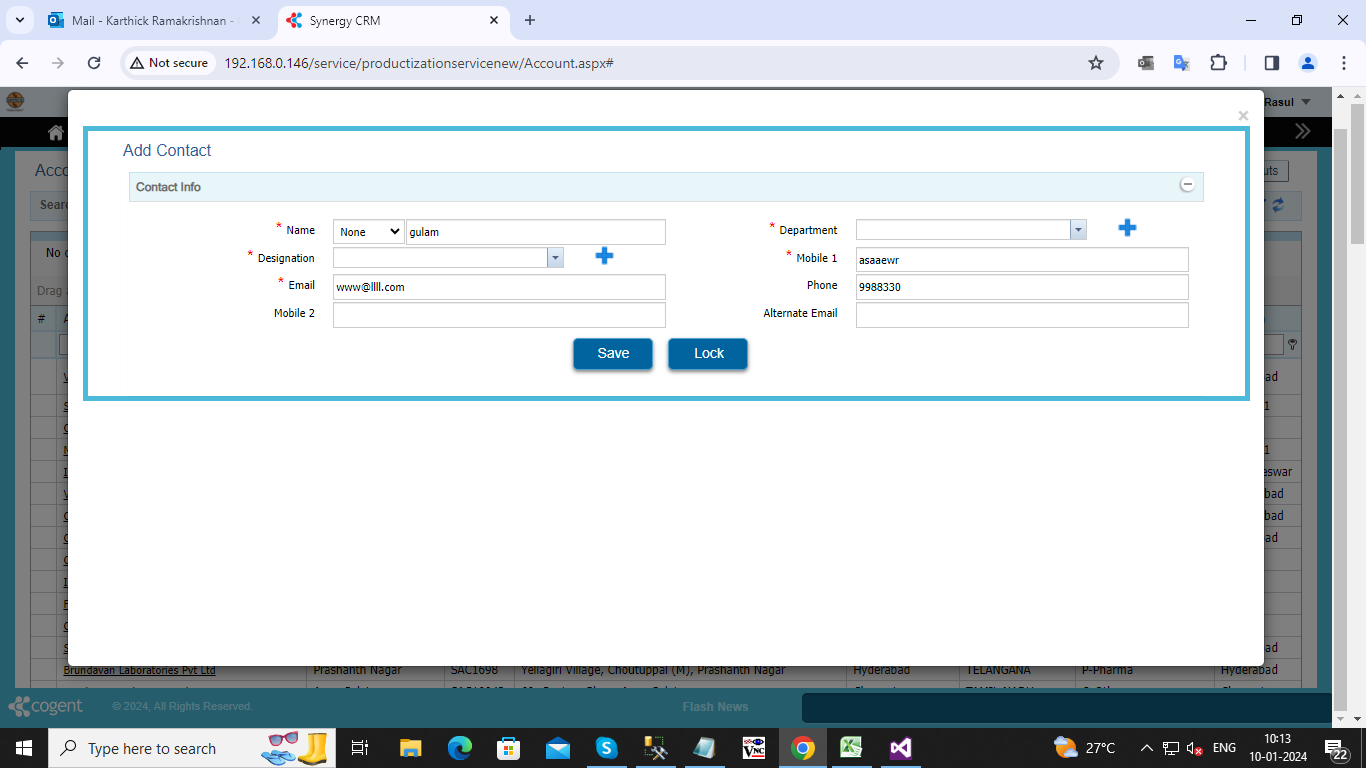 Mail - Karthick Ramakrishnan -
Synergy CRM
Not secure
192.168.0.146/service/productizationservicenew/Account.aspx#
Rasul
Add Contact
Contact Info
* Name None gulam
* Department
* Designation
* Mobile 1 asaaewr
* Email www@llll.com
Phone 9988330
Mobile 2
Alternate Email
Save Lock
Drag
#
Brundavan Laboratories Pvt Ltd Prashanth Nagar SAC1698 Yellagiri Village, Choutuppal (M), Prashanth Nagar Hyderabad TELANGANA P-Pharma Hyderabad
cogent © 2024, All Rights Reserved. Flash News
Type here to search
27°C
ENG
10:13
10-01-2024
22